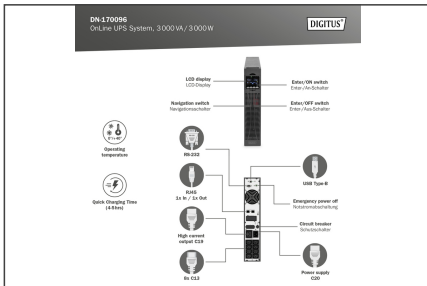 DN-170096
OnLine UPS System, 3 000 VA / 3 000 W
DIGITUS®
LCD display
LCD-Display
Enter/ON switch
Enter-/An-Schalter
Navigation switch
Navigationsschalter
Enter/OFF switch
Enter-/Aus-Schalter
Operating
temperature
RS-232
USB Type-B
Quick Charging Time
(4-5 hrs)
RJ45
1x In / 1x Out
Emergency power off
Notstromabschaltung
High current
output C19
Circuit breaker
Schutzschalter
8x C13
Power supply
C20